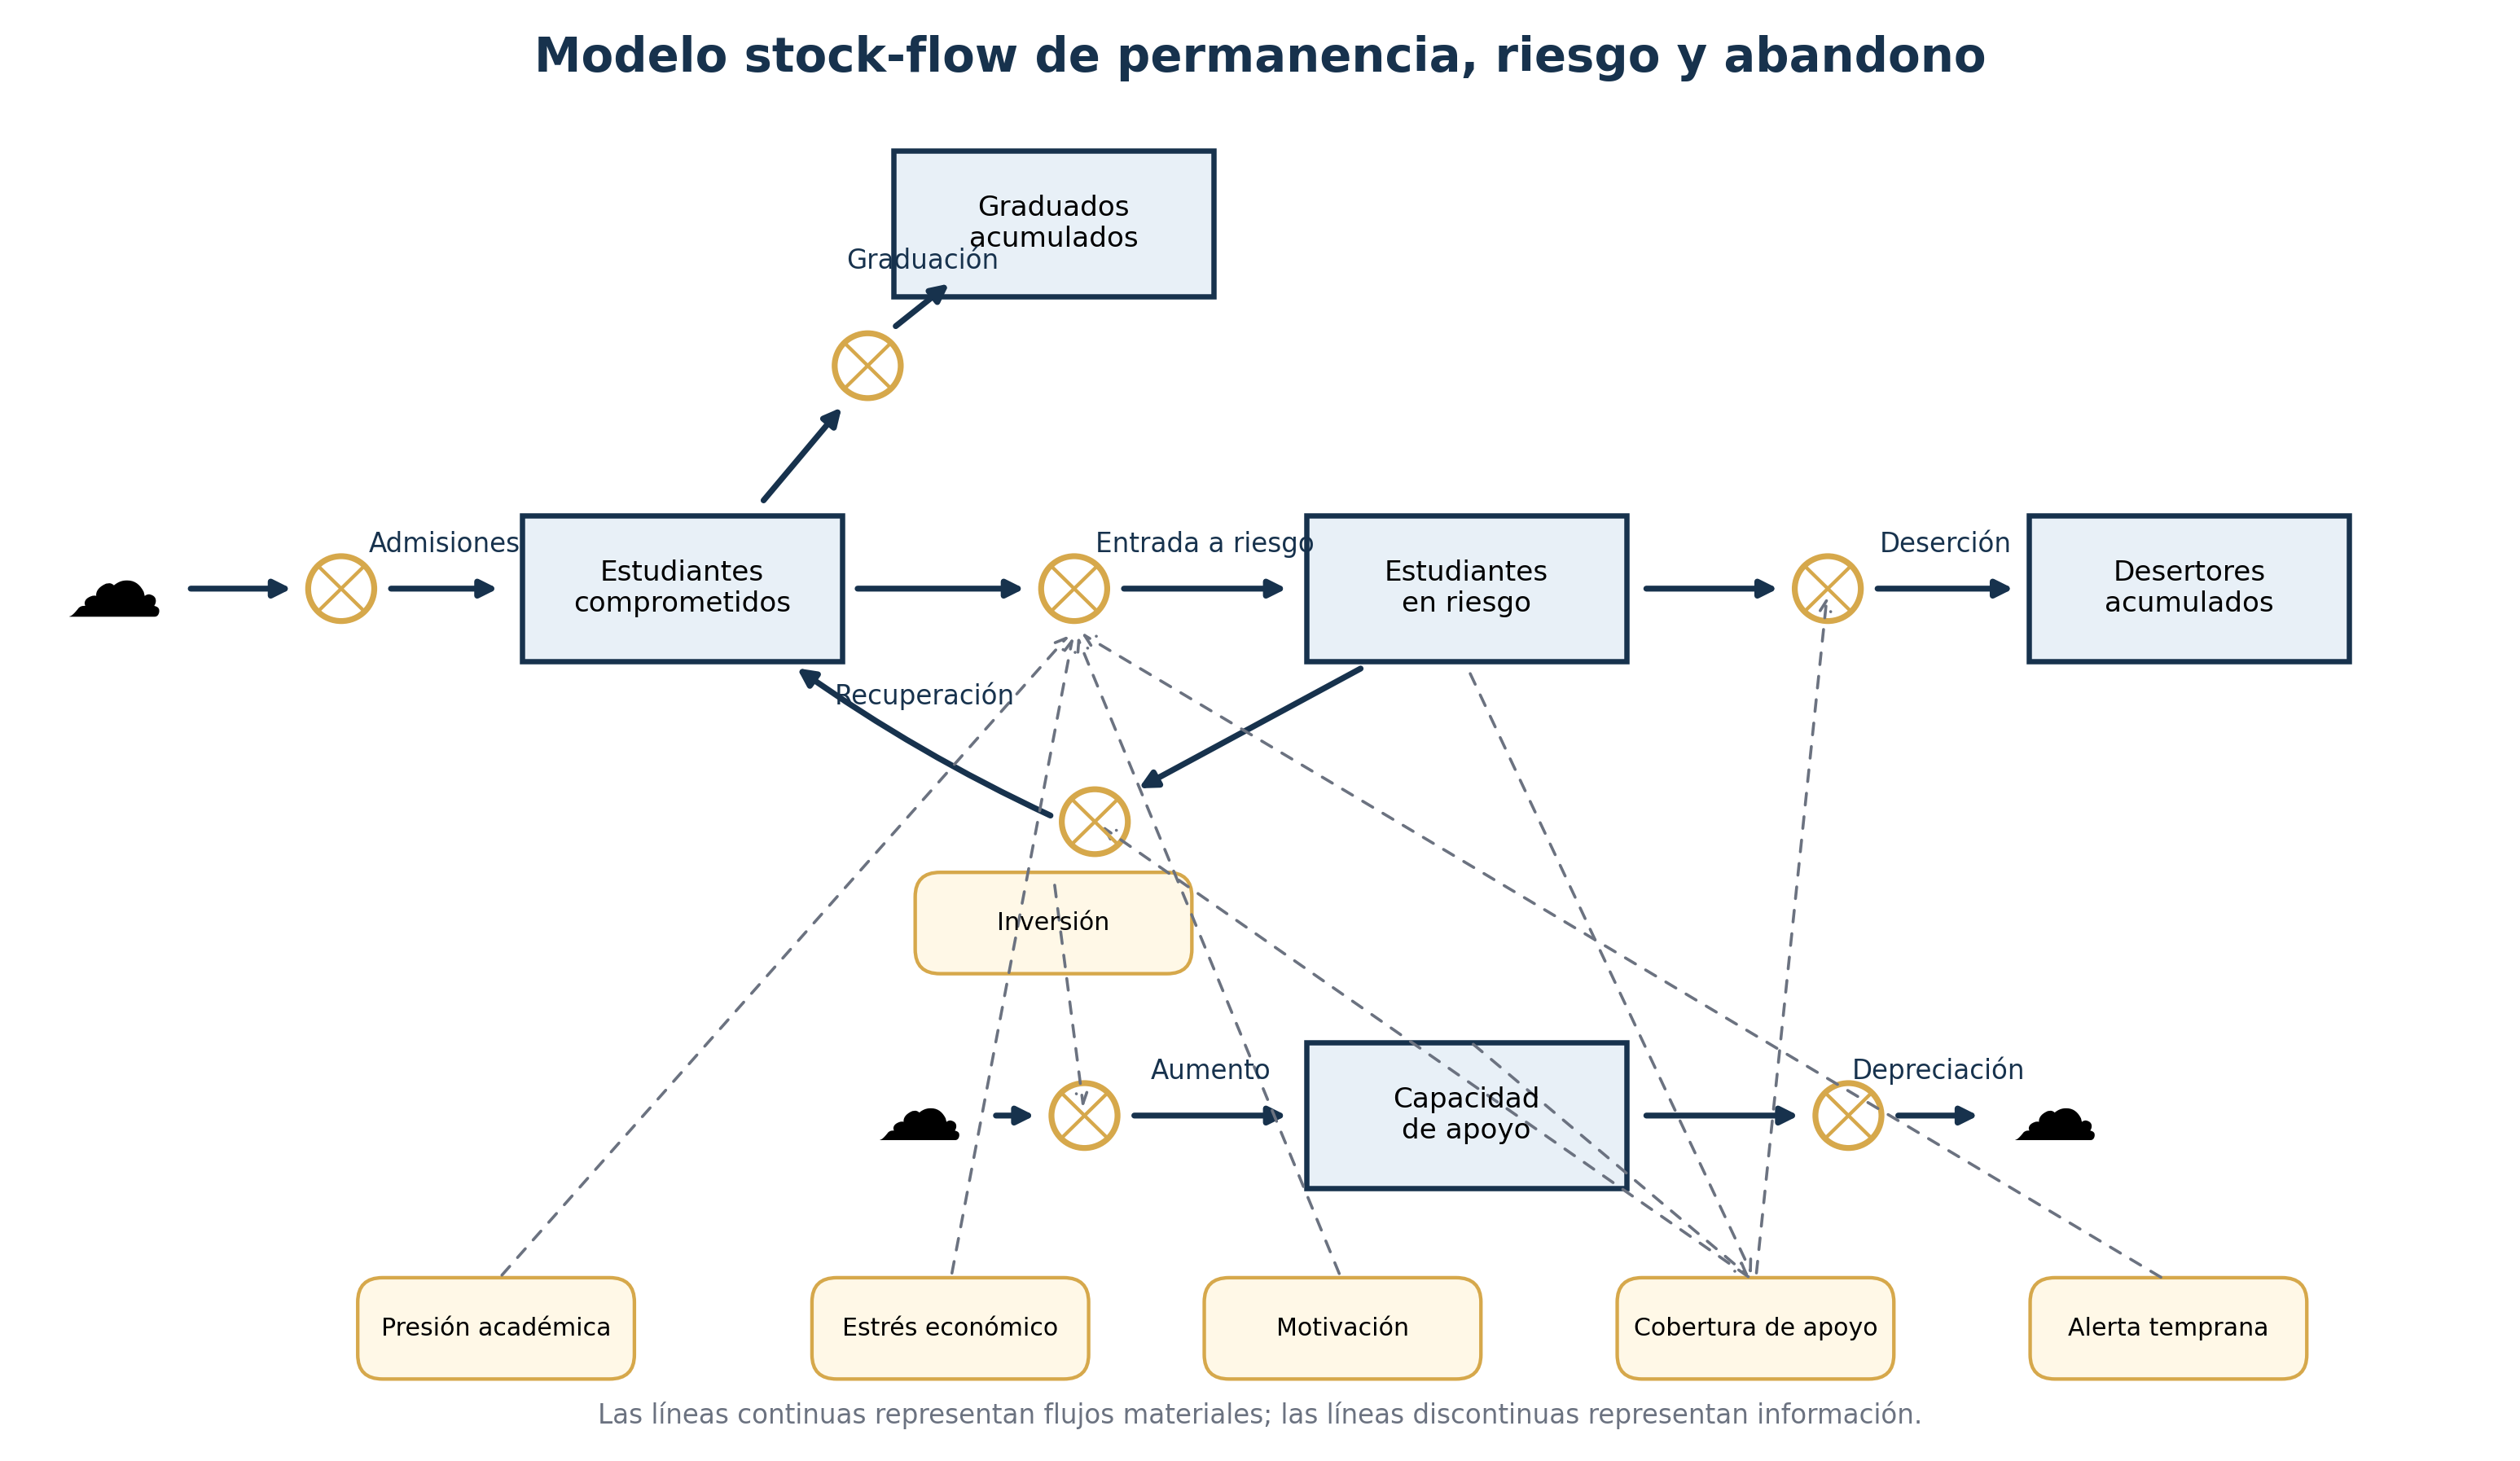 Modelo stock-flow de permanencia, riesgo y abandono
Graduados
acumulados
Graduación
Admisiones
Estudiantes
comprometidos
Entrada a riesgo
Estudiantes
en riesgo
Deserción
Desertores
acumulados
Recuperación
Inversión
Aumento
Capacidad
de apoyo
Depreciación
Presión académica
Estrés económico
Motivación
Cobertura de apoyo
Alerta temprana
Las líneas continuas representan flujos materiales; las líneas discontinuas representan información.